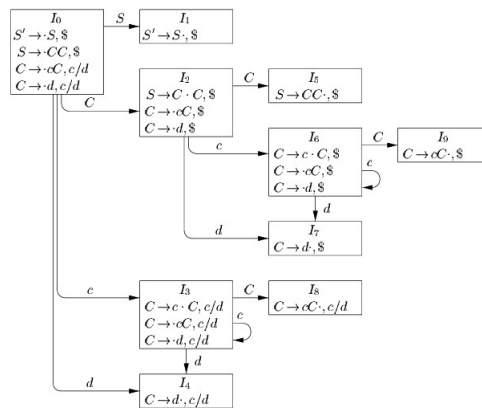 I₀
S' → ·S, $
S → ·CC, $
C → ·cC, c/d
C → ·d, c/d
S
I₁
S' → S·, $
C
I₂
S → C · C, $
C → ·cC, $
C → ·d, $
C
I₅
S → CC·, $
c
I₆
C → c · C, $
C → ·cC, $
C → ·d, $
C
c
I₉
C → cC·, $
d
d
I₇
C → d·, $
c
I₃
C → c · C, c/d
C → ·cC, c/d
C → ·d, c/d
C
c
I₈
C → cC·, c/d
d
d
I₄
C → d·, c/d